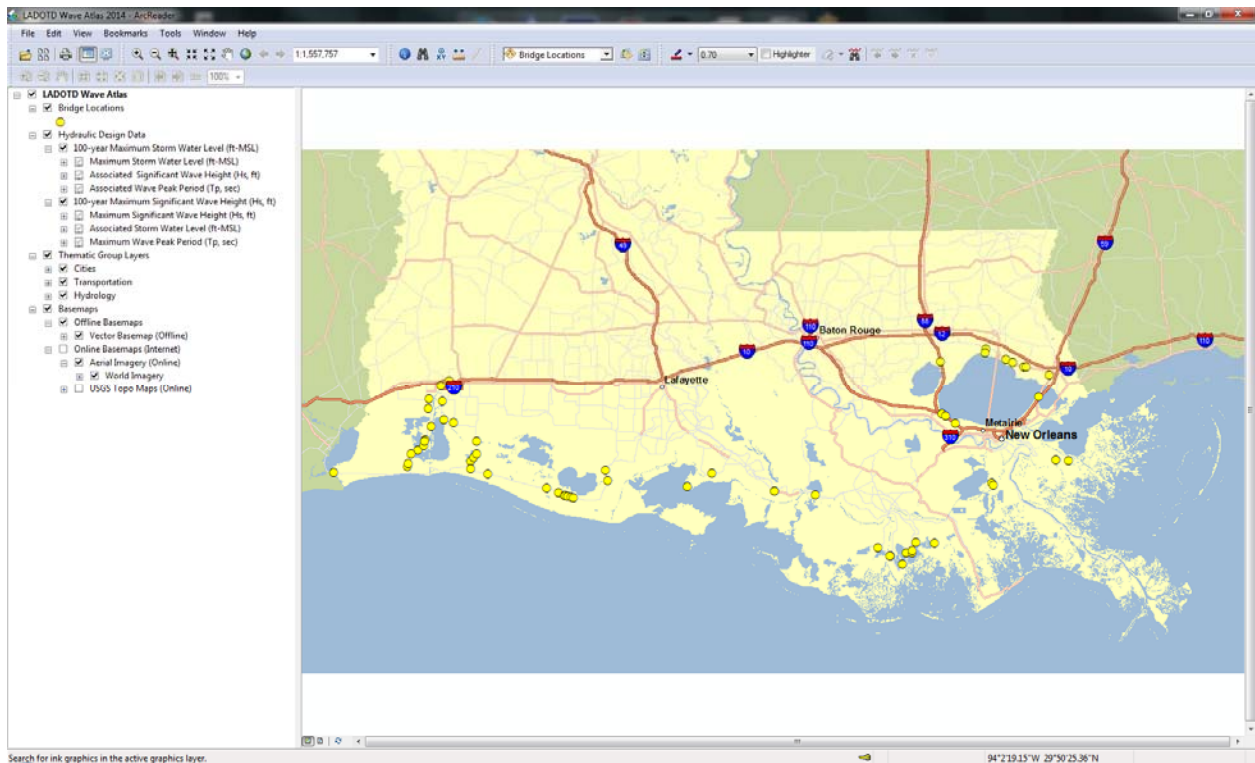 LADOTD Wave Atlas 2014 - ArcReader
File Edit View Bookmarks Tools Window Help
1:1,557,757 Bridge Locations 0.70 Highlighter
100%
LADOTD Wave Atlas
Bridge Locations
Hydraulic Design Data
100-year Maximum Storm Water Level (ft-MSL)
Maximum Storm Water Level (ft-MSL)
Associated Significant Wave Height (Hs, ft)
Associated Wave Peak Period (Tp, sec)
100-year Maximum Significant Wave Height (Hs, ft)
Maximum Significant Wave Height (Hs, ft)
Associated Storm Water Level (ft-MSL)
Maximum Wave Peak Period (Tp, sec)
Thematic Group Layers
Cities
Transportation
Hydrology
Basemaps
Offline Basemaps
Vector Basemap (Offline)
Online Basemaps (Internet)
Aerial Imagery (Online)
World Imagery
USGS Topo Maps (Online)
49
59
55
12
110
Baton Rouge
110
10
110
10
210
Lafayette
Metairie
New Orleans
310
Search for ink graphics in the active graphics layer.
94°2'19.15"W 29°50'25.36"N